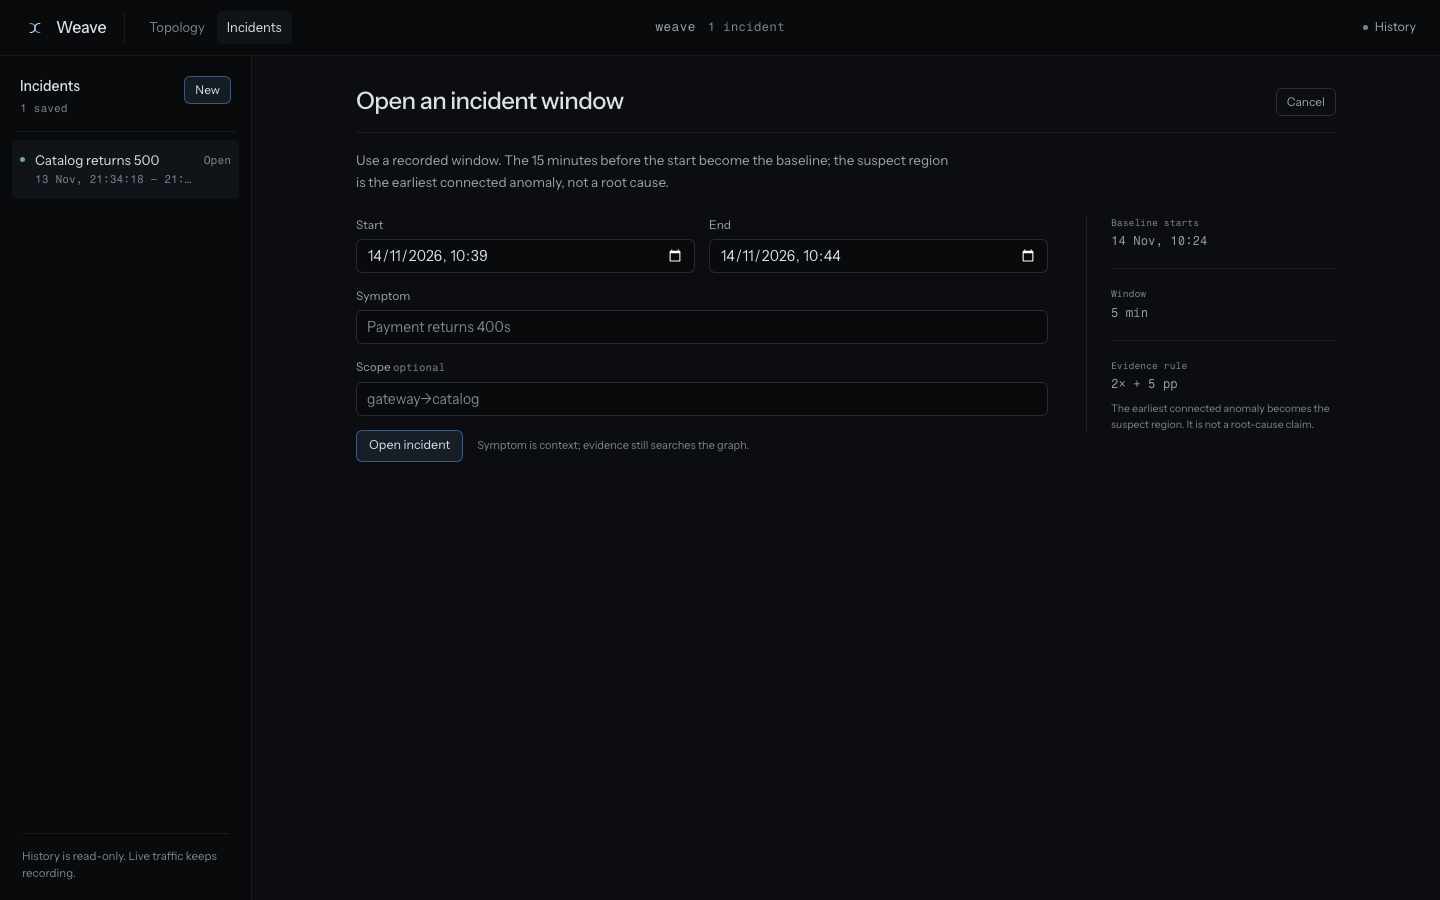 Weave
Topology
Incidents
weave 1 incident
History
Incidents
1 saved
New
Catalog returns 500
Open
13 Nov, 21:34:18 – 21:…
Open an incident window
Cancel
Use a recorded window. The 15 minutes before the start become the baseline; the suspect region
is the earliest connected anomaly, not a root cause.
Start
14/11/2026, 10:39
End
14/11/2026, 10:44
Symptom
Payment returns 400s
Scope optional
gateway→catalog
Open incident
Symptom is context; evidence still searches the graph.
Baseline starts
14 Nov, 10:24
Window
5 min
Evidence rule
2× + 5 pp
The earliest connected anomaly becomes the
suspect region. It is not a root-cause claim.
History is read-only. Live traffic keeps
recording.